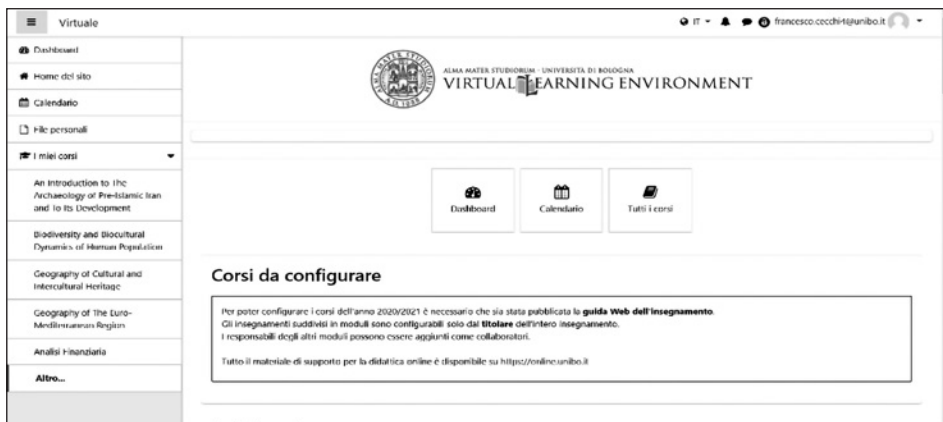 Virtuale
IT
francesco.cecchi4@unibo.it
Dashboard
Home del sito
Calendario
File personali
I miei corsi
An Introduction to The
Archaeology of Pre-Islamic Iran
and To Its Development
Biodiversity and Biocultural
Dynamics of Human Population
Geography of Cultural and
Intercultural Heritage
Geography of The Euro-
Mediterranean Region
Analisi Finanziaria
Altro...
ALMA MATER STUDIORUM - UNIVERSITÀ DI BOLOGNA
VIRTUAL LEARNING ENVIRONMENT
Dashboard
Calendario
Tutti i corsi
Corsi da configurare
Per poter configurare i corsi dell'anno 2020/2021 è necessario che sia stata pubblicata la guida Web dell'insegnamento.
Gli insegnamenti suddivisi in moduli sono configurabili solo dal titolare dell'intero insegnamento.
I responsabili degli altri moduli possono essere aggiunti come collaboratori.
Tutto il materiale di supporto per la didattica online è disponibile su https://online.unibo.it